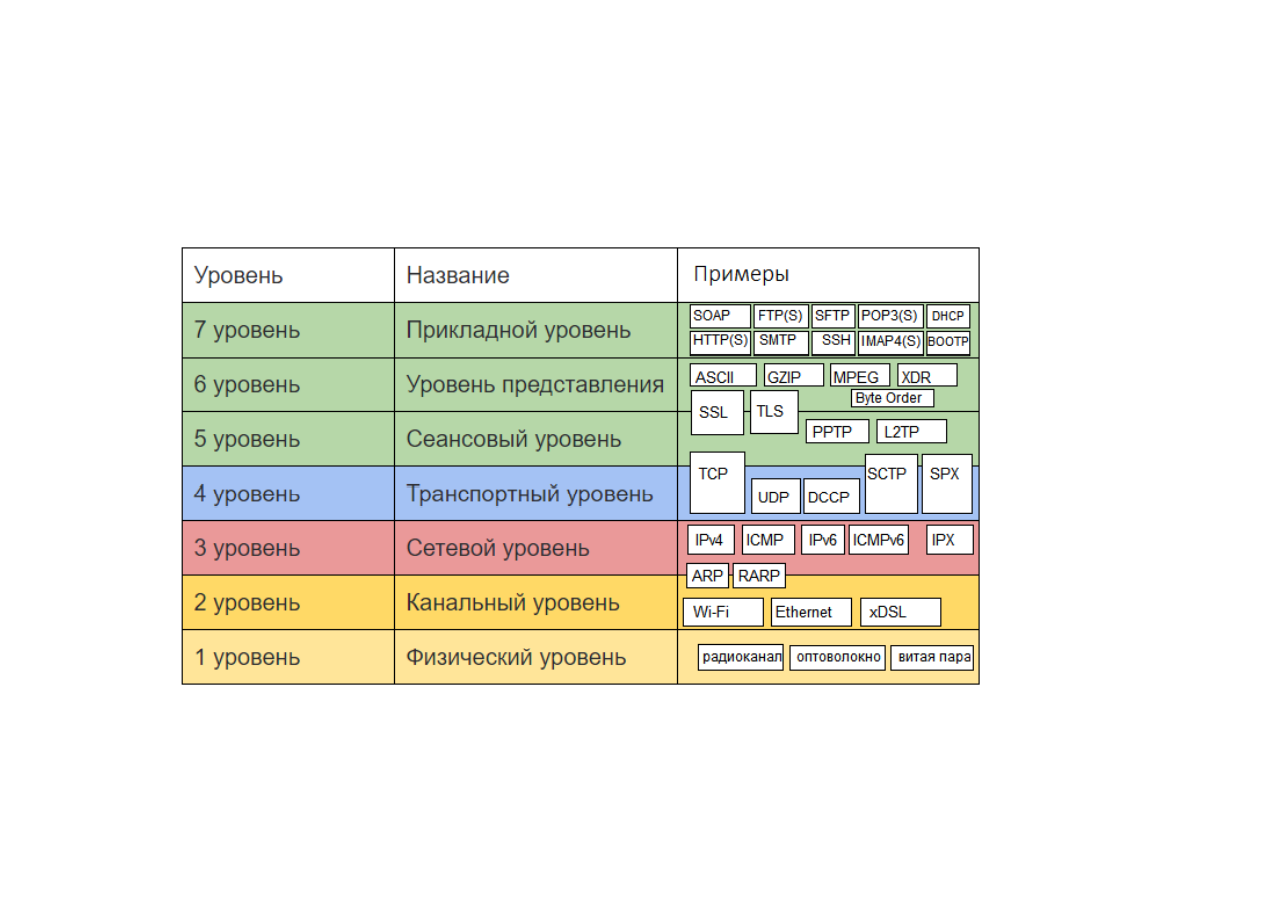 Уровень Название Примеры
7 уровень Прикладной уровень SOAP FTP(S) SFTP POP3(S) DHCP
HTTP(S) SMTP SSH IMAP4(S) BOOTP
6 уровень Уровень представления ASCII GZIP MPEG XDR
Byte Order
SSL TLS
5 уровень Сеансовый уровень PPTP L2TP
4 уровень Транспортный уровень TCP UDP DCCP SCTP SPX
3 уровень Сетевой уровень IPv4 ICMP IPv6 ICMPv6 IPX
ARP RARP
2 уровень Канальный уровень Wi-Fi Ethernet xDSL
1 уровень Физический уровень радиоканал оптоволокно витая пара